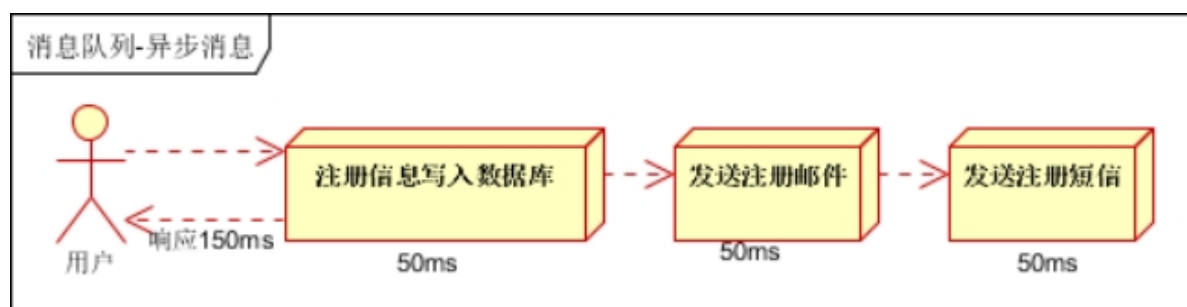 消息队列-异步消息
注册信息写入数据库
发送注册邮件
发送注册短信
响应150ms
用户
50ms
50ms
50ms